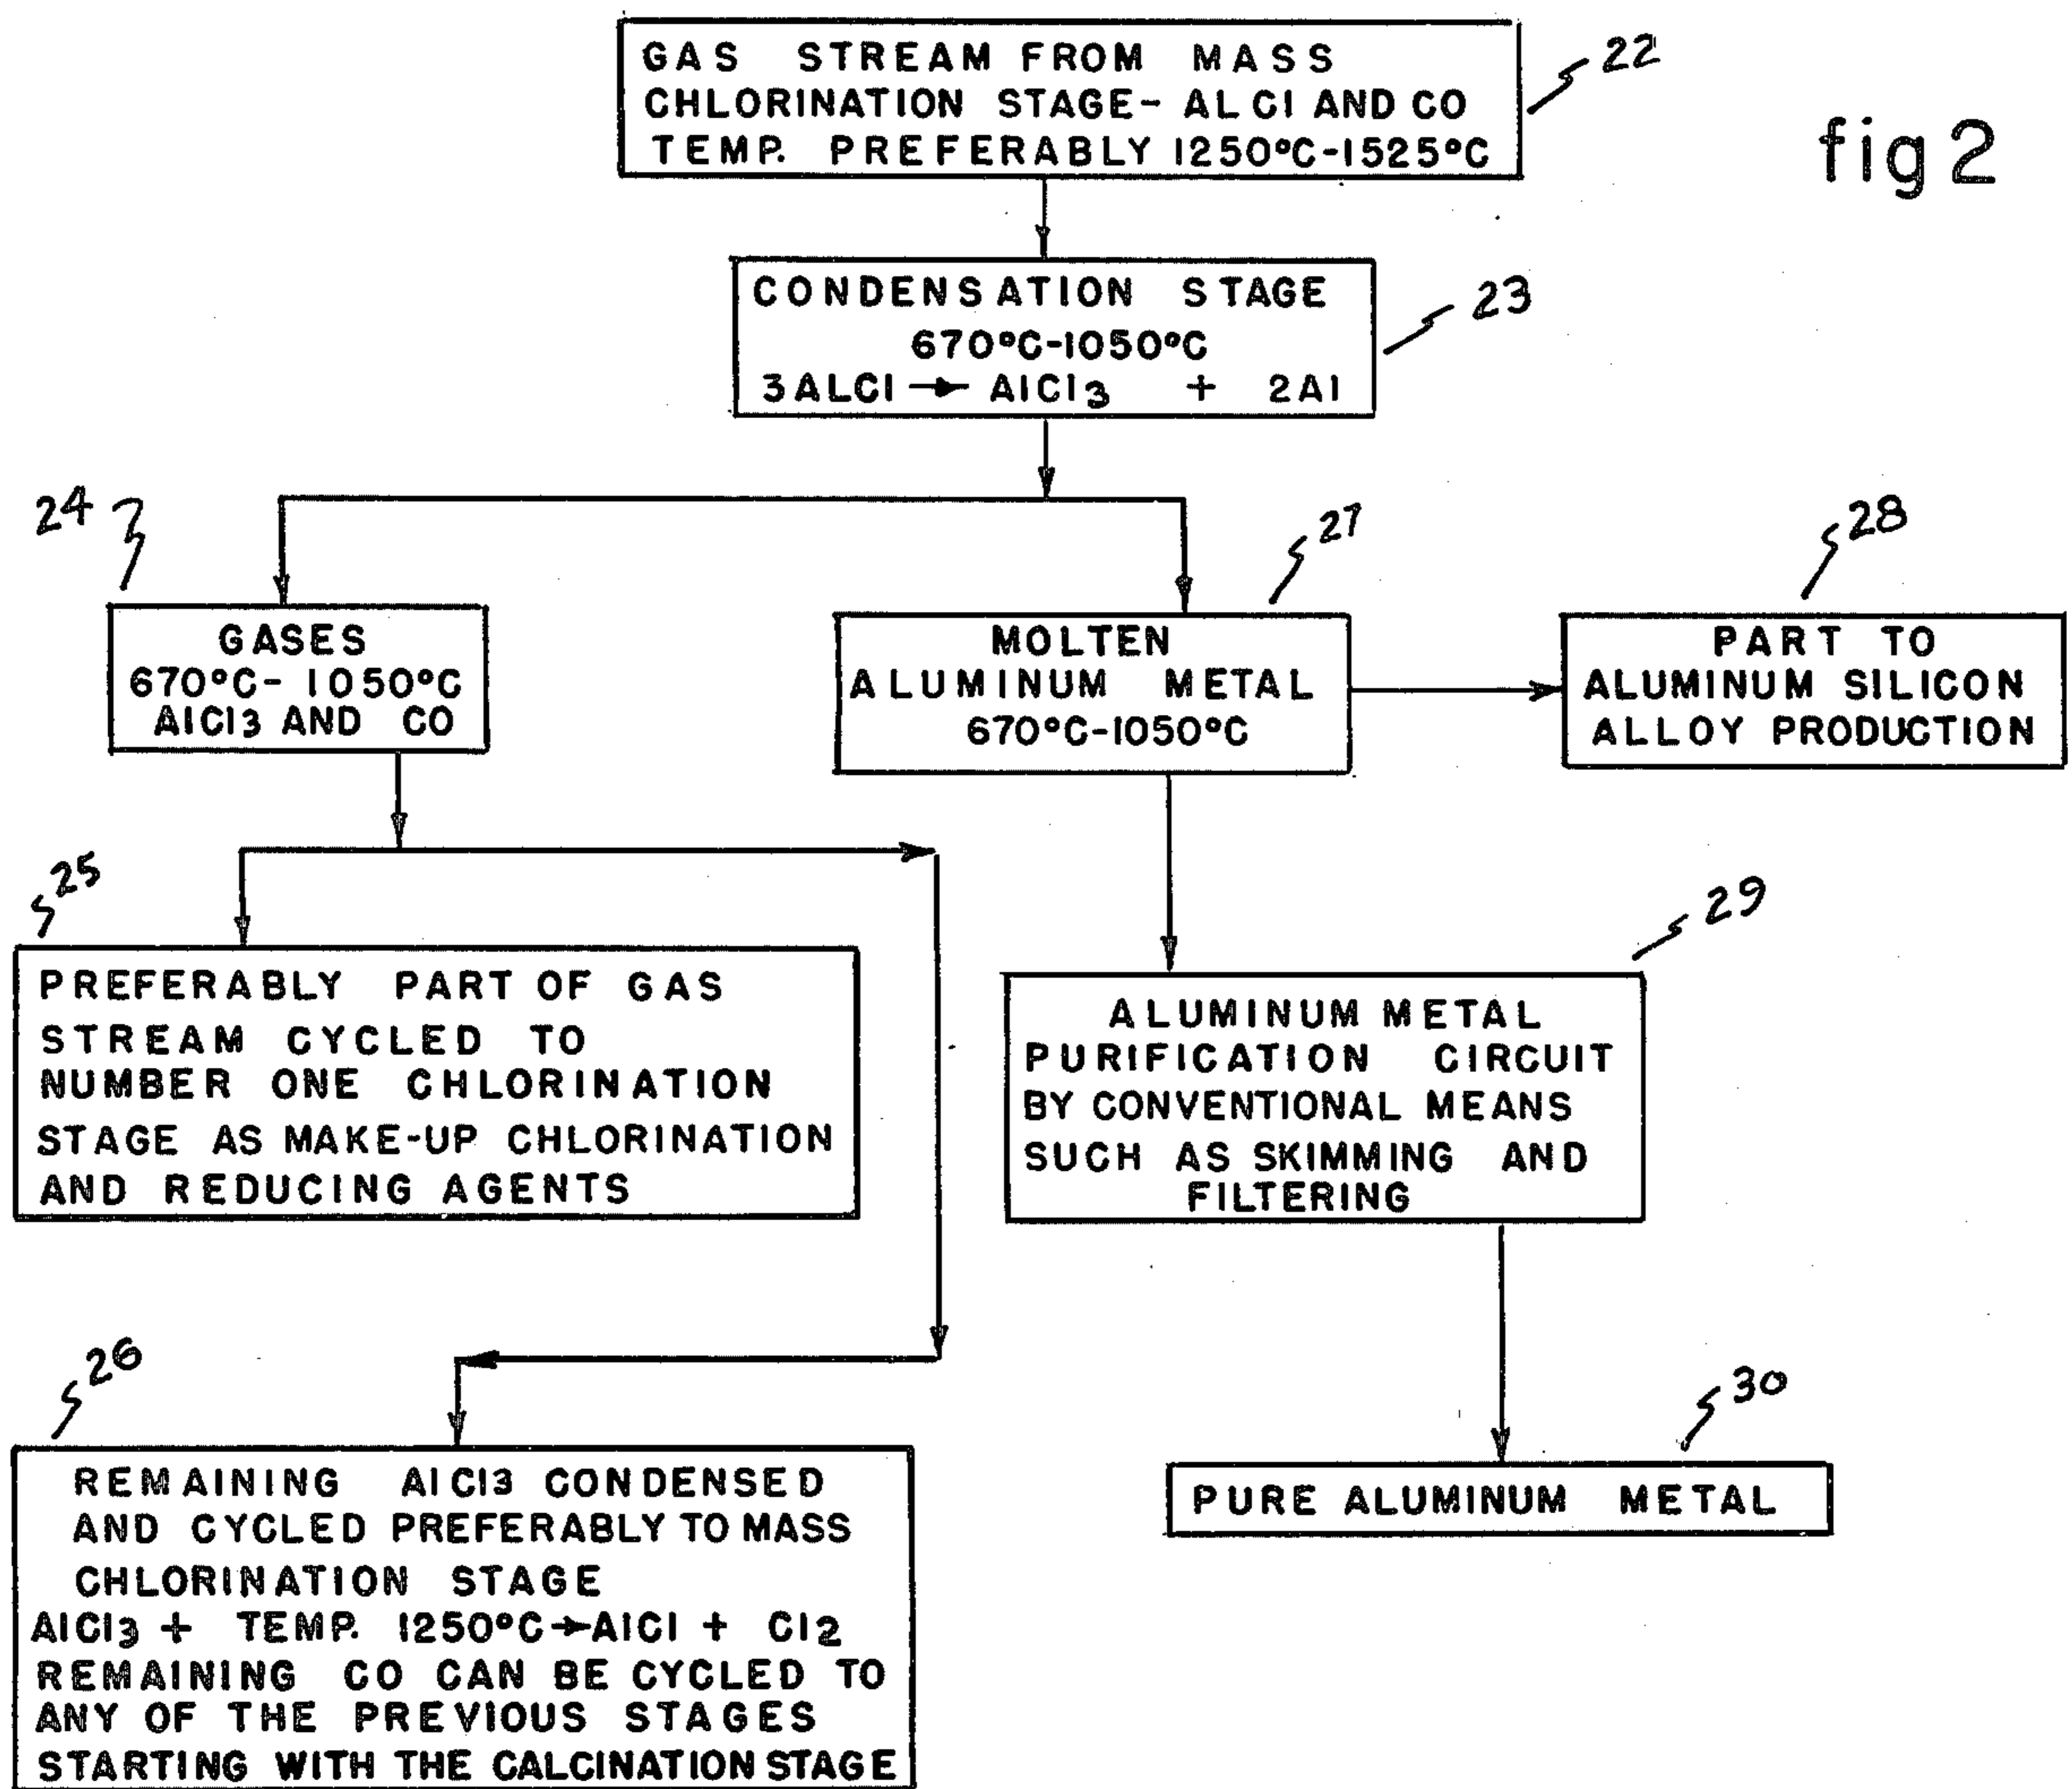 GAS STREAM FROM MASS
CHLORINATION STAGE- ALCl AND CO
TEMP. PREFERABLY 1250°C-1525°C
22
fig 2
CONDENSATION STAGE
670°C-1050°C
3ALCl → AlCl3 + 2Al
23
24
GASES
670°C- 1050°C
AlCl3 AND CO
27
MOLTEN
ALUMINUM METAL
670°C-1050°C
28
PART TO
ALUMINUM SILICON
ALLOY PRODUCTION
25
PREFERABLY PART OF GAS
STREAM CYCLED TO
NUMBER ONE CHLORINATION
STAGE AS MAKE-UP CHLORINATION
AND REDUCING AGENTS
29
ALUMINUM METAL
PURIFICATION CIRCUIT
BY CONVENTIONAL MEANS
SUCH AS SKIMMING AND
FILTERING
26
REMAINING AlCl3 CONDENSED
AND CYCLED PREFERABLY TO MASS
CHLORINATION STAGE
AlCl3 + TEMP. 1250°C→AlCl + Cl2
REMAINING CO CAN BE CYCLED TO
ANY OF THE PREVIOUS STAGES
STARTING WITH THE CALCINATION STAGE
30
PURE ALUMINUM METAL